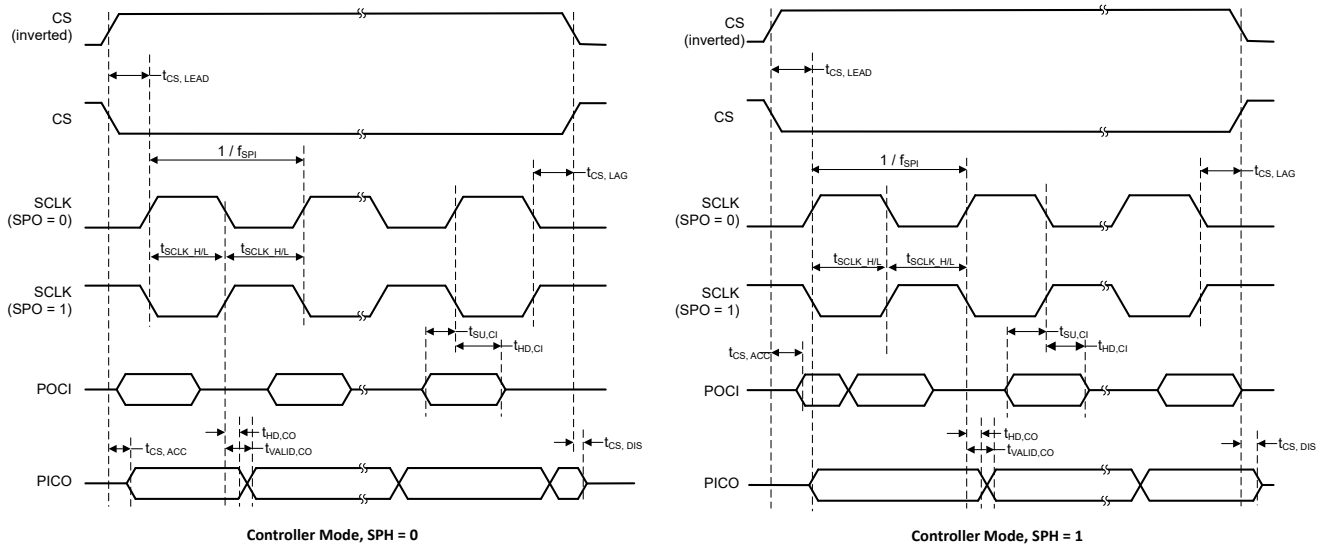 CS
(inverted)
tCS, LEAD
CS
1 / fSPI
tCS, LAG
SCLK
(SPO = 0)
tSCLK_H/L
tSCLK_H/L
SCLK
(SPO = 1)
tSU,CI
tHD,CI
POCI
tHD,CO
tCS, ACC
tVALID,CO
tCS, DIS
PICO
Controller Mode, SPH = 0
CS
(inverted)
tCS, LEAD
CS
1 / fSPI
tCS, LAG
SCLK
(SPO = 0)
tSCLK_H/L
tSCLK_H/L
SCLK
(SPO = 1)
tSU,CI
tCS, ACC
tHD,CI
POCI
tHD,CO
tVALID,CO
tCS, DIS
PICO
Controller Mode, SPH = 1